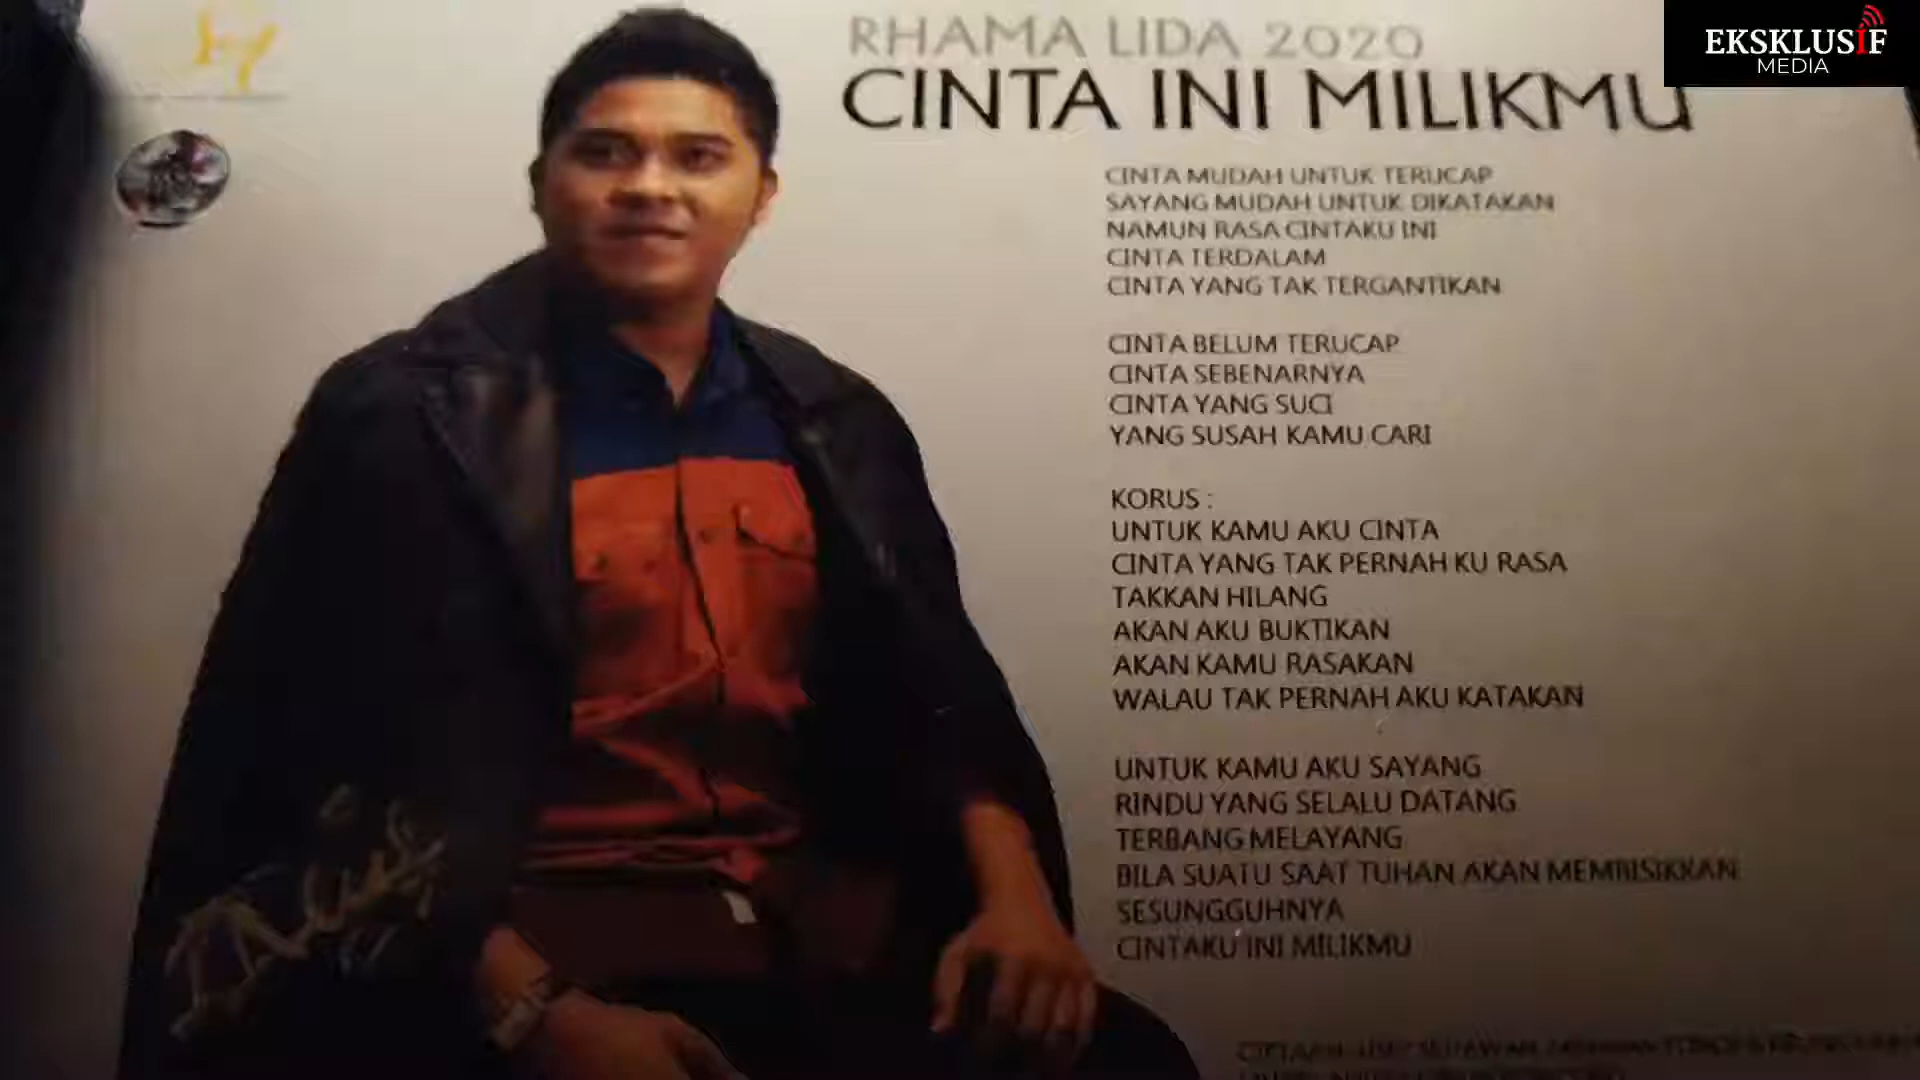 RHAMA LIDA 2020
CINTA INI MILIKMU
EKSKLUSIF
MEDIA
CINTA MUDAH UNTUK TERUCAP
SAYANG MUDAH UNTUK DIKATAKAN
NAMUN RASA CINTAKU INI
CINTA TERDALAM
CINTA YANG TAK TERGANTIKAN
CINTA BELUM TERUCAP
CINTA SEBENARNYA
CINTA YANG SUCI
YANG SUSAH KAMU CARI
KORUS :
UNTUK KAMU AKU CINTA
CINTA YANG TAK PERNAH KU RASA
TAKKAN HILANG
AKAN AKU BUKTIKAN
AKAN KAMU RASAKAN
WALAU TAK PERNAH AKU KATAKAN
UNTUK KAMU AKU SAYANG
RINDU YANG SELALU DATANG
TERBANG MELAYANG
BILA SUATU SAAT TUHAN AKAN MEMBISIKKAN
SESUNGGUHNYA
CINTAKU INI MILIKMU